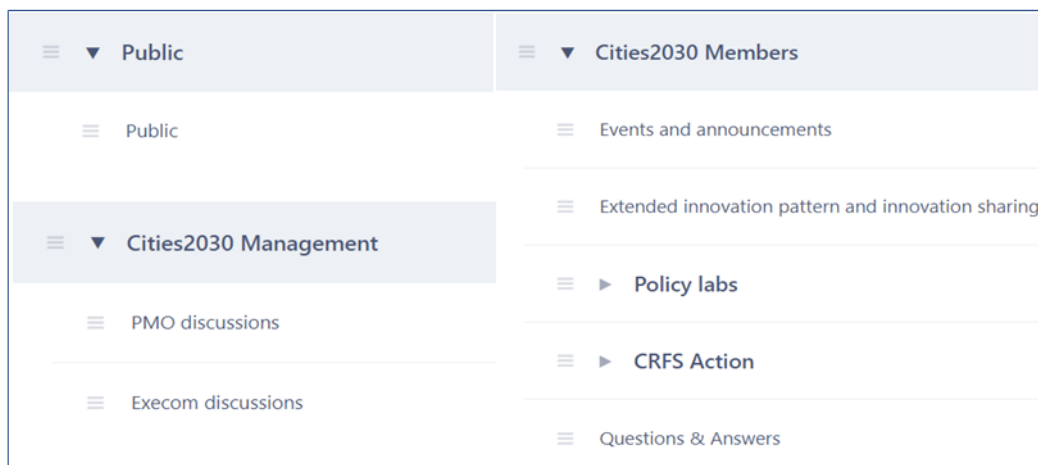 Public
Public
Cities2030 Management
PMO discussions
Execom discussions
Cities2030 Members
Events and announcements
Extended innovation pattern and innovation sharing
Policy labs
CRFS Action
Questions & Answers